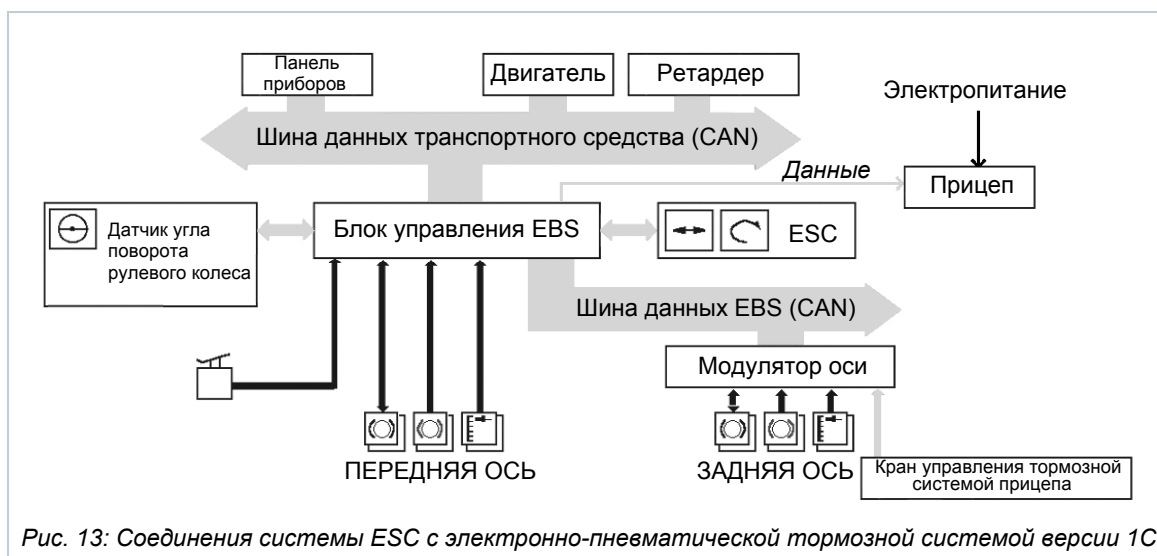 Панель
приборов
Двигатель
Ретардер
Электропитание
Шина данных транспортного средства (CAN)
Данные
Прицеп
Датчик угла
поворота
рулевого колеса
Блок управления EBS
ESC
Шина данных EBS (CAN)
Модулятор оси
ПЕРЕДНЯЯ ОСЬ
ЗАДНЯЯ ОСЬ
Кран управления тормозной
системой прицепа
Рис. 13: Соединения системы ESC с электронно-пневматической тормозной системой версии 1C